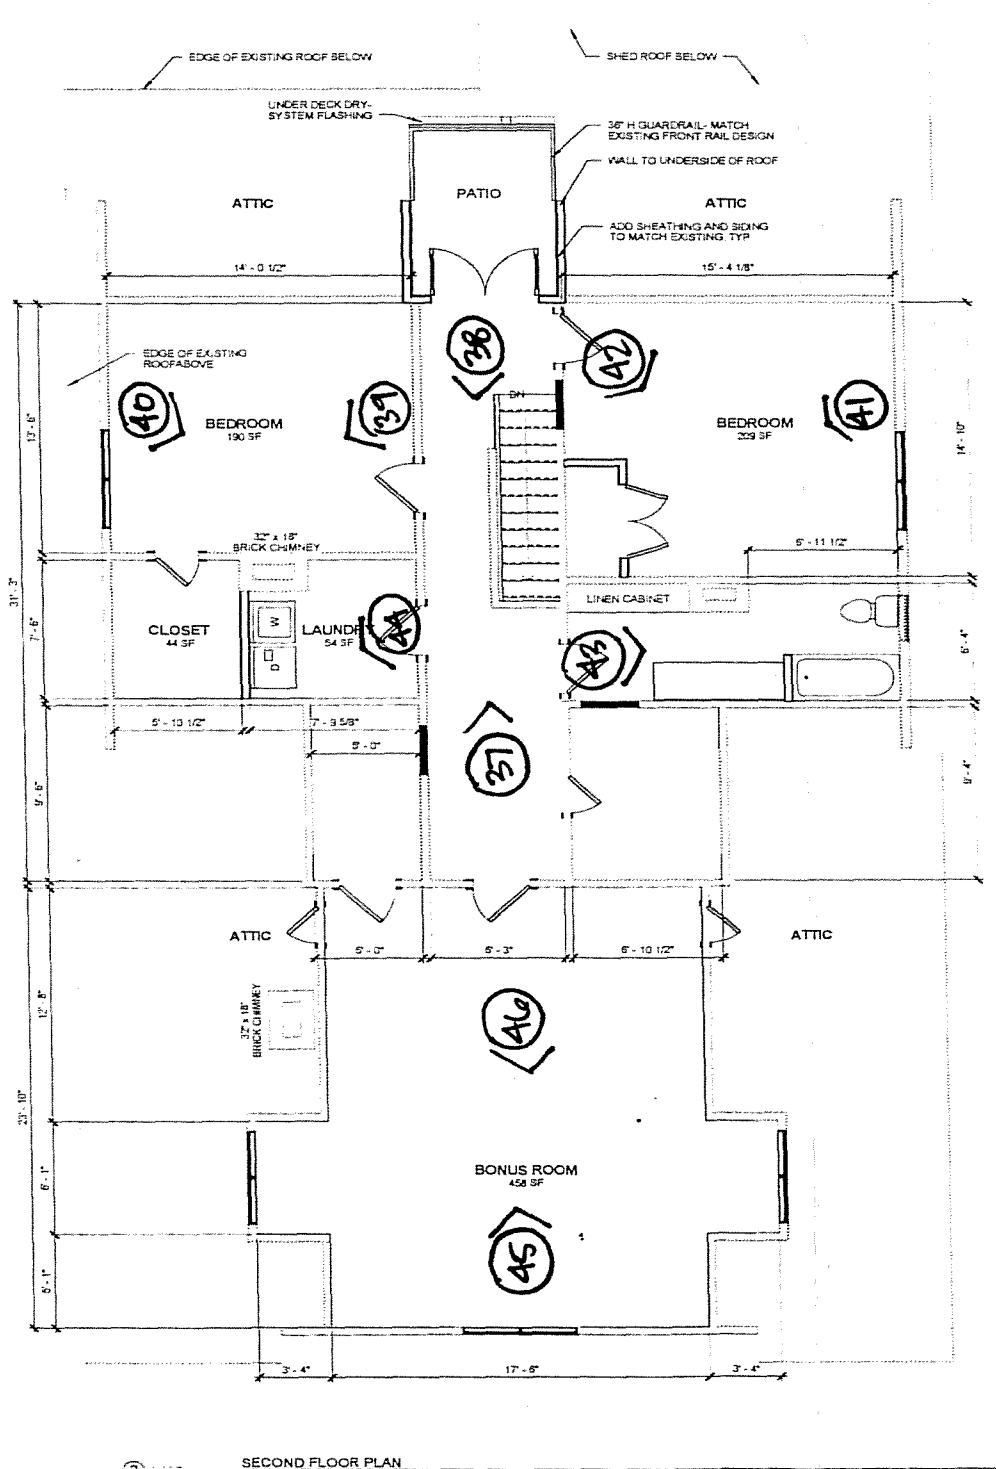 EDGE OF EXISTING ROOF BELOW
SHED ROOF BELOW
UNDER DECK DRY-
SYSTEM FLASHING
36" H GUARDRAIL- MATCH
EXISTING FRONT RAIL DESIGN
WALL TO UNDERSIDE OF ROOF
PATIO
ATTIC
ATTIC
ADD SHEATHING AND SIDING
TO MATCH EXISTING, TYP
14' - 0 1/2"
15' - 4 1/8"
38
42
EDGE OF EXISTING
ROOF ABOVE
40
39
41
DN
BEDROOM
190 SF
BEDROOM
209 SF
13' - 6"
14' - 10"
32" x 18"
BRICK CHIMNEY
6' - 11 1/2"
31' - 3"
LINEN CABINET
7' - 6"
CLOSET
44 SF
W
D
LAUNDRY
54 SF
44
43
6' - 4"
5' - 10 1/2"
7' - 9 5/8"
5' - 0"
37
9' - 6"
9' - 4"
ATTIC
ATTIC
5' - 0"
6' - 3"
6' - 10 1/2"
12' - 8"
32" x 18"
BRICK CHIMNEY
46
23' - 10"
6' - 1"
BONUS ROOM
458 SF
45
5' - 1"
3' - 4"
17' - 6"
3' - 4"
SECOND FLOOR PLAN